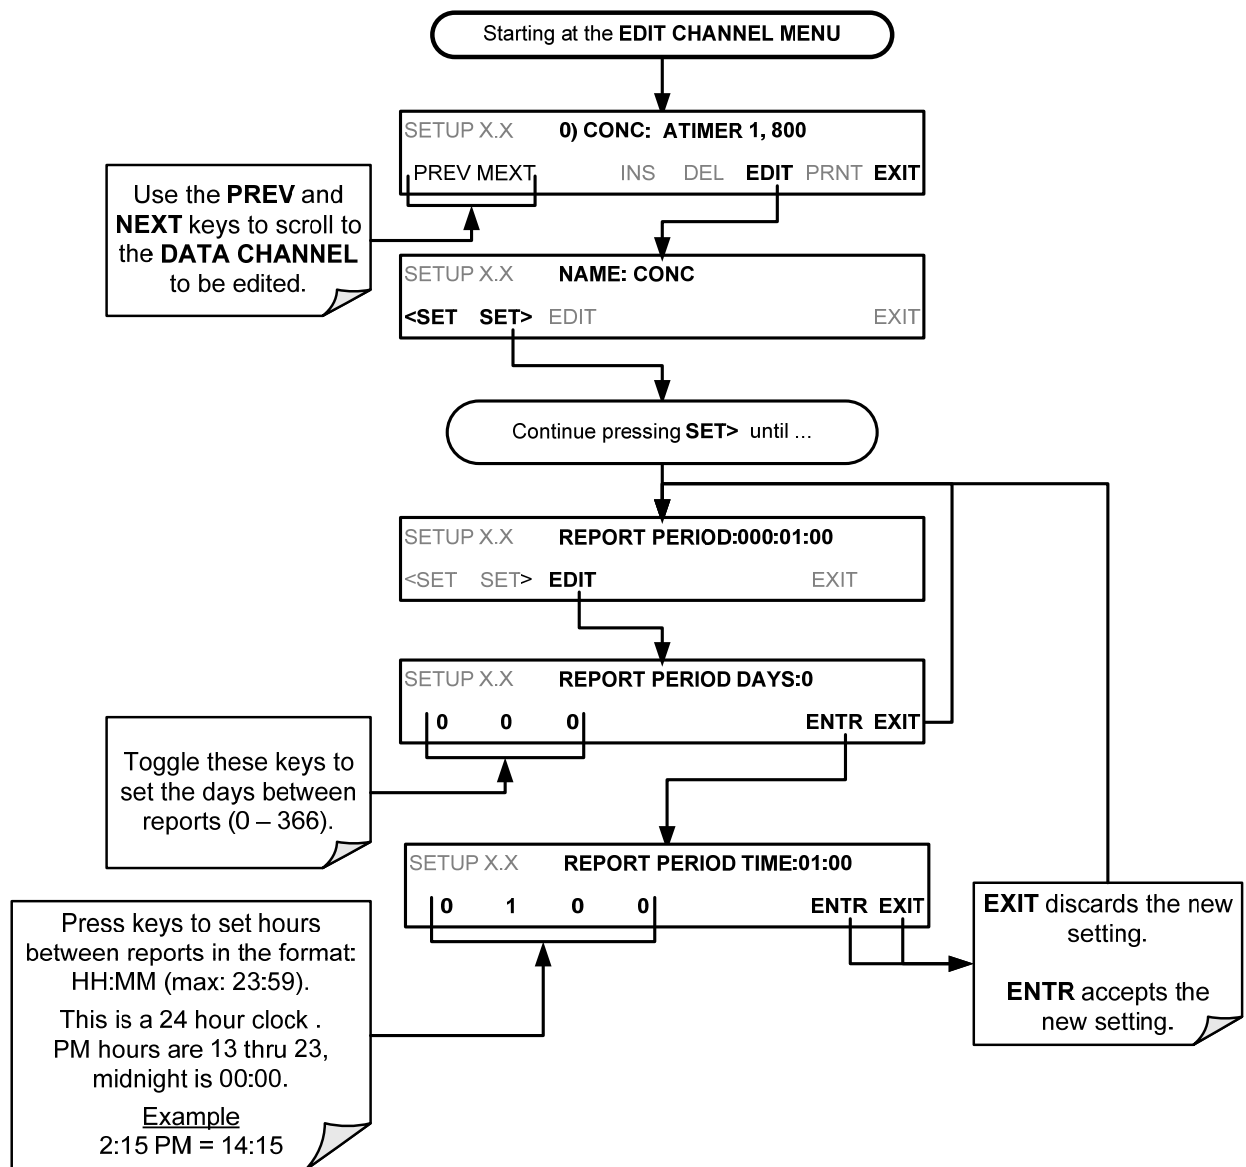 Starting at the EDIT CHANNEL MENU
SETUP X.X 0) CONC: ATIMER 1, 800
PREV MEXT INS DEL EDIT PRNT EXIT
Use the PREV and
NEXT keys to scroll to
the DATA CHANNEL
to be edited.
SETUP X.X NAME: CONC
<SET SET> EDIT EXIT
Continue pressing SET> until ...
SETUP X.X REPORT PERIOD:000:01:00
<SET SET> EDIT EXIT
SETUP X.X REPORT PERIOD DAYS:0
0 0 0 ENTR EXIT
Toggle these keys to
set the days between
reports (0 – 366).
SETUP X.X REPORT PERIOD TIME:01:00
0 1 0 0 ENTR EXIT
Press keys to set hours
between reports in the format:
HH:MM (max: 23:59).
This is a 24 hour clock .
PM hours are 13 thru 23,
midnight is 00:00.
Example
2:15 PM = 14:15
EXIT discards the new
setting.
ENTR accepts the
new setting.